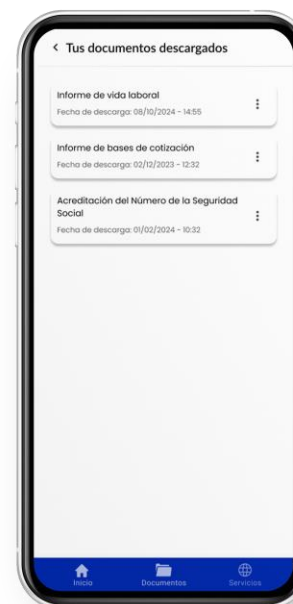 Tus documentos descargados
Informe de vida laboral
Fecha de descarga: 08/10/2024 - 14:55
Informe de bases de cotización
Fecha de descarga: 02/12/2023 - 12:32
Acreditación del Número de la Seguridad
Social
Fecha de descarga: 01/02/2024 - 10:32
Inicio
Documentos
Servicios